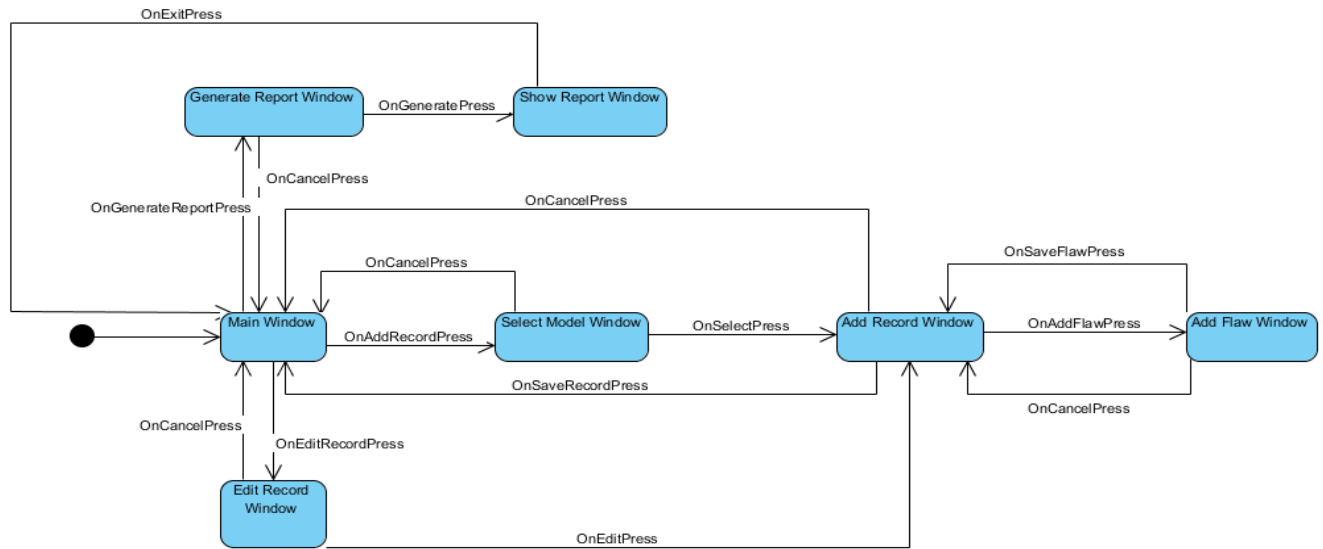 OnExitPress
Generate Report Window
OnGeneratePress
Show Report Window
OnCancelPress
OnGenerateReportPress
OnCancelPress
OnCancelPress
OnSaveFlawPress
Main Window
OnAddRecordPress
Select Model Window
OnSelectPress
Add Record Window
OnAddFlawPress
Add Flaw Window
OnSaveRecordPress
OnCancelPress
OnCancelPress
OnEditRecordPress
Edit Record
Window
OnEditPress